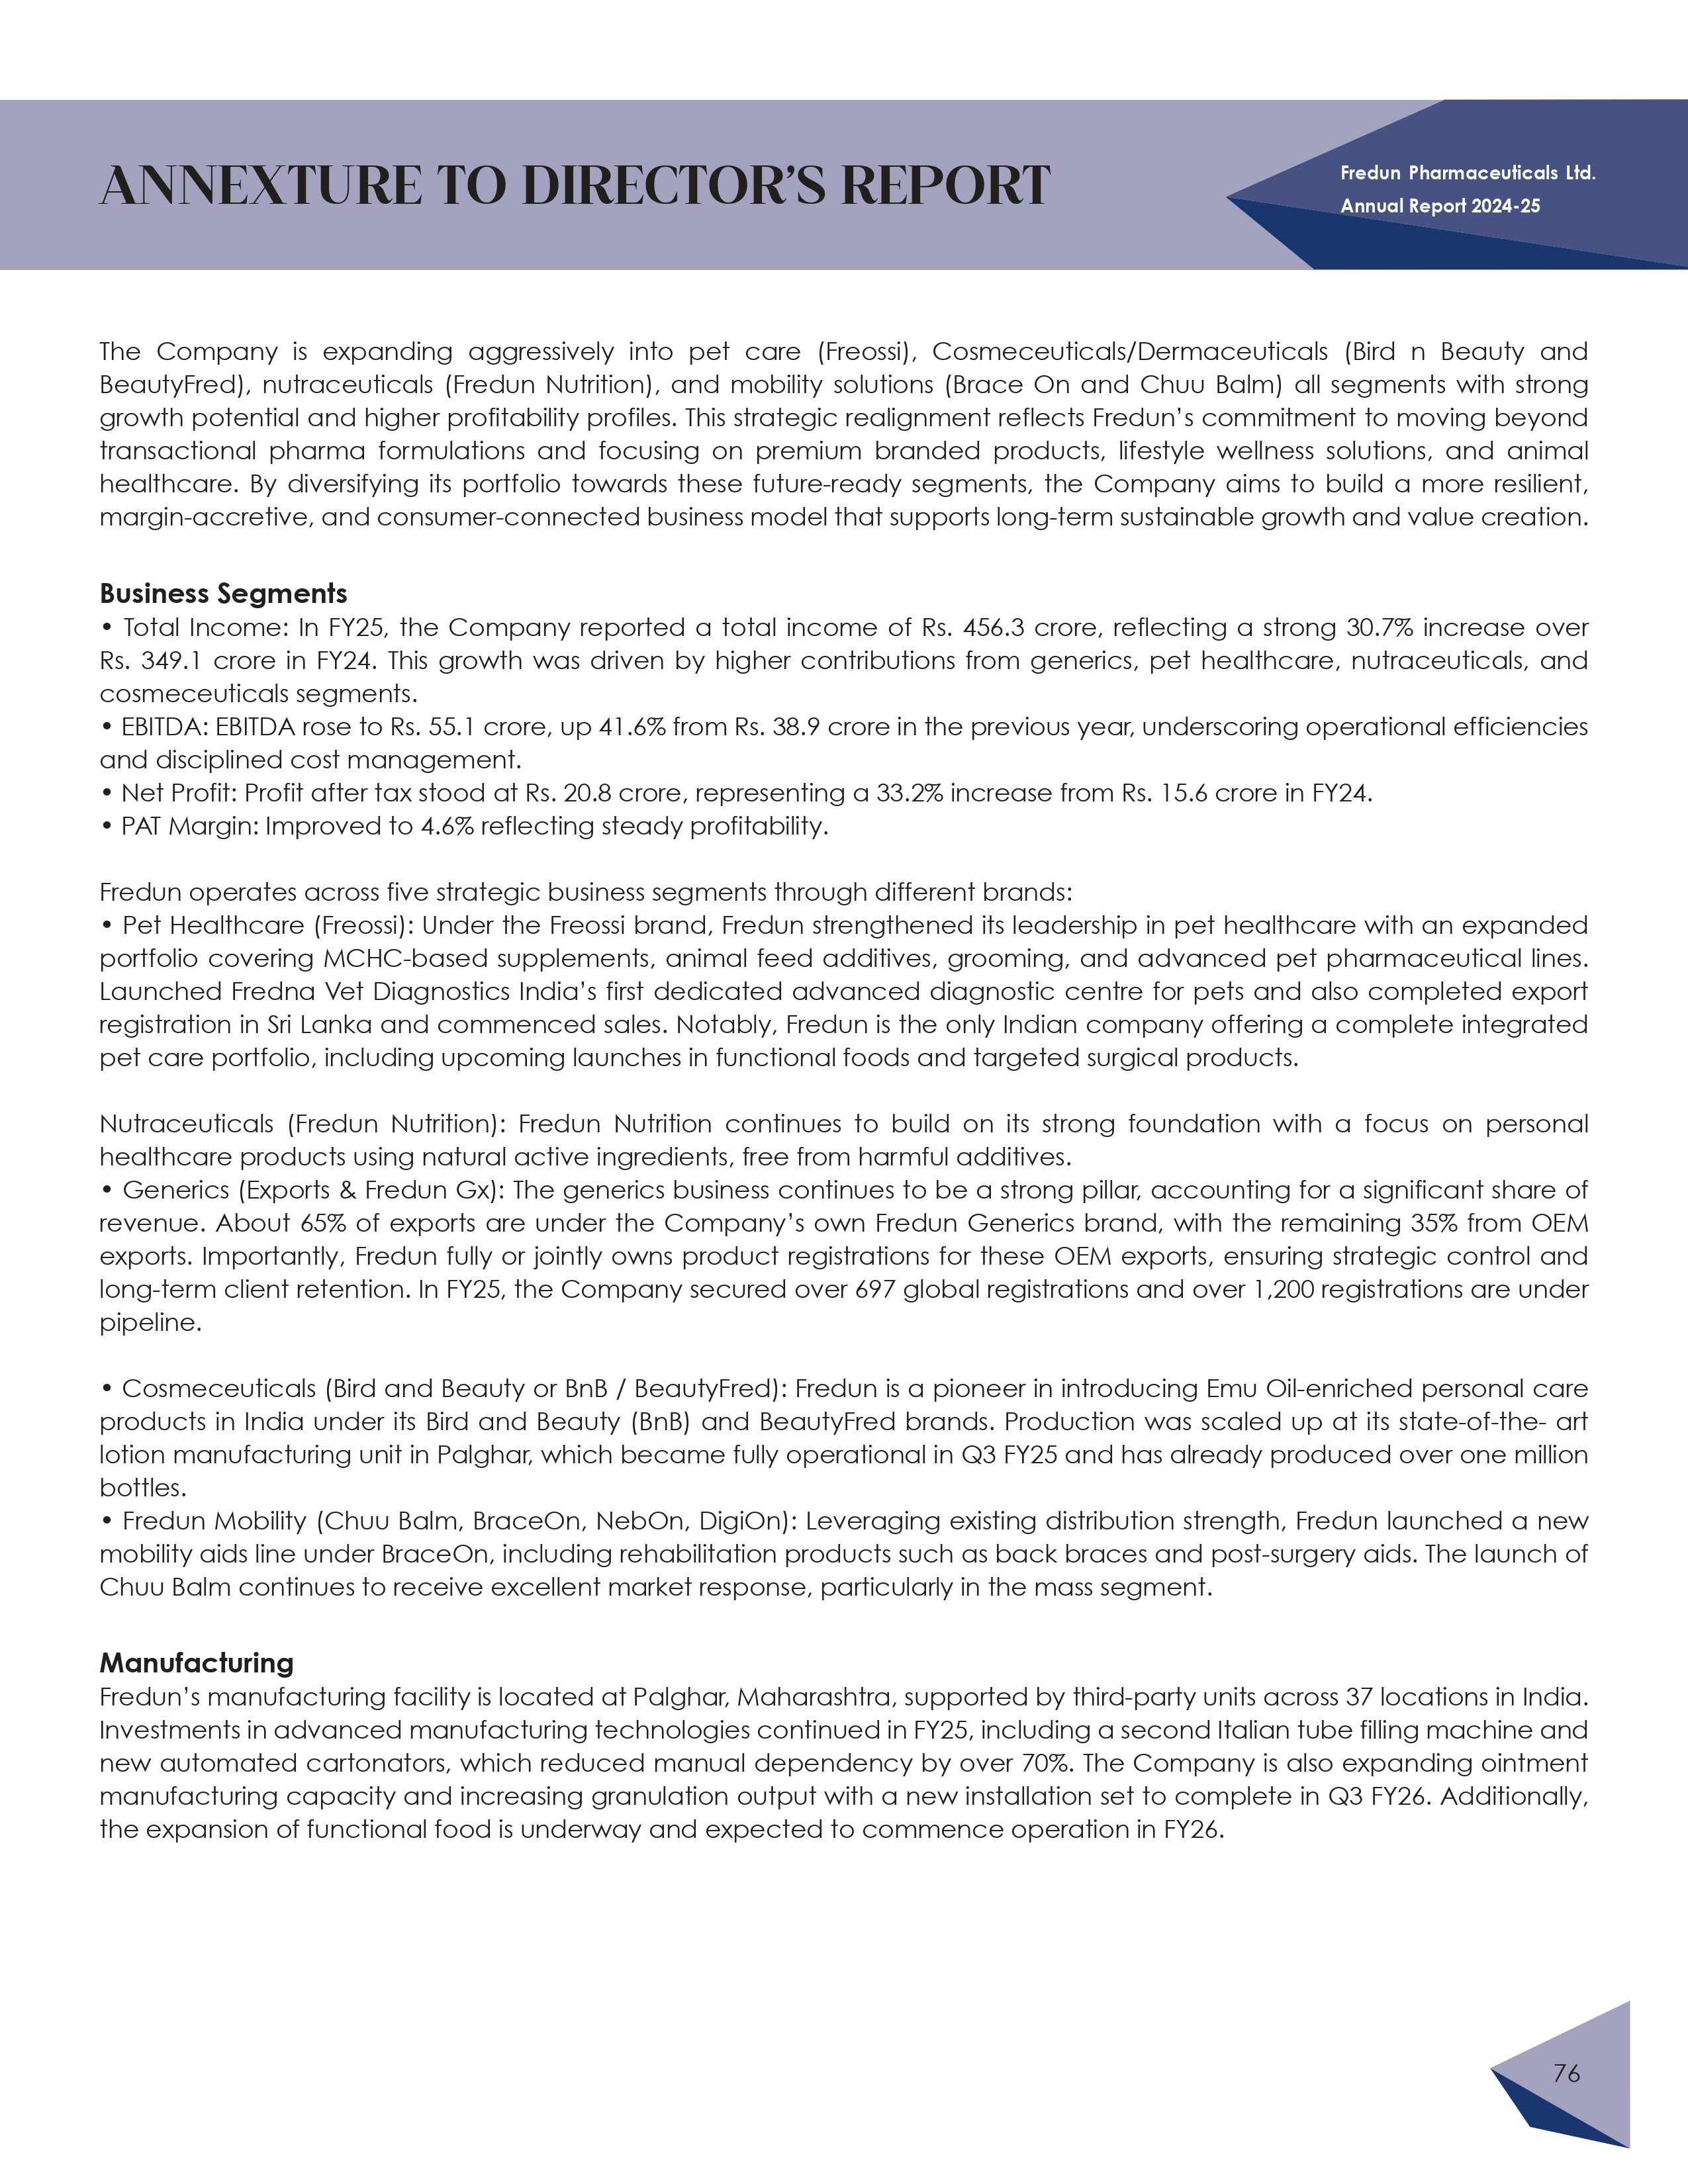 ANNEXTURE TO DIRECTOR'S REPORT
Fredun Pharmaceuticals Ltd.
Annual Report 2024-25
The Company is expanding aggressively into pet care (Freossi), Cosmeceuticals/Dermaceuticals (Bird n Beauty and
BeautyFred), nutraceuticals (Fredun Nutrition), and mobility solutions (Brace On and Chuu Balm) all segments with strong
growth potential and higher profitability profiles. This strategic realignment reflects Fredun's commitment to moving beyond
transactional pharma formulations and focusing on premium branded products, lifestyle wellness solutions, and animal
healthcare. By diversifying its portfolio towards these future-ready segments, the Company aims to build a more resilient,
margin-accretive, and consumer-connected business model that supports long-term sustainable growth and value creation.
Business Segments
• Total Income: In FY25, the Company reported a total income of Rs. 456.3 crore, reflecting a strong 30.7% increase over
Rs. 349.1 crore in FY24. This growth was driven by higher contributions from generics, pet healthcare, nutraceuticals, and
cosmeceuticals segments.
• EBITDA: EBITDA rose to Rs. 55.1 crore, up 41.6% from Rs. 38.9 crore in the previous year, underscoring operational efficiencies
and disciplined cost management.
• Net Profit: Profit after tax stood at Rs. 20.8 crore, representing a 33.2% increase from Rs. 15.6 crore in FY24.
• PAT Margin: Improved to 4.6% reflecting steady profitability.
Fredun operates across five strategic business segments through different brands:
• Pet Healthcare (Freossi): Under the Freossi brand, Fredun strengthened its leadership in pet healthcare with an expanded
portfolio covering MCHC-based supplements, animal feed additives, grooming, and advanced pet pharmaceutical lines.
Launched Fredna Vet Diagnostics India's first dedicated advanced diagnostic centre for pets and also completed export
registration in Sri Lanka and commenced sales. Notably, Fredun is the only Indian company offering a complete integrated
pet care portfolio, including upcoming launches in functional foods and targeted surgical products.
Nutraceuticals (Fredun Nutrition): Fredun Nutrition continues to build on its strong foundation with a focus on personal
healthcare products using natural active ingredients, free from harmful additives.
• Generics (Exports & Fredun Gx): The generics business continues to be a strong pillar, accounting for a significant share of
revenue. About 65% of exports are under the Company's own Fredun Generics brand, with the remaining 35% from OEM
exports. Importantly, Fredun fully or jointly owns product registrations for these OEM exports, ensuring strategic control and
long-term client retention. In FY25, the Company secured over 697 global registrations and over 1,200 registrations are under
pipeline.
• Cosmeceuticals (Bird and Beauty or BnB / BeautyFred): Fredun is a pioneer in introducing Emu Oil-enriched personal care
products in India under its Bird and Beauty (BnB) and BeautyFred brands. Production was scaled up at its state-of-the- art
lotion manufacturing unit in Palghar, which became fully operational in Q3 FY25 and has already produced over one million
bottles.
• Fredun Mobility (Chuu Balm, BraceOn, NebOn, DigiOn): Leveraging existing distribution strength, Fredun launched a new
mobility aids line under BraceOn, including rehabilitation products such as back braces and post-surgery aids. The launch of
Chuu Balm continues to receive excellent market response, particularly in the mass segment.
Manufacturing
Fredun's manufacturing facility is located at Palghar, Maharashtra, supported by third-party units across 37 locations in India.
Investments in advanced manufacturing technologies continued in FY25, including a second Italian tube filling machine and
new automated cartonators, which reduced manual dependency by over 70%. The Company is also expanding ointment
manufacturing capacity and increasing granulation output with a new installation set to complete in Q3 FY26. Additionally,
the expansion of functional food is underway and expected to commence operation in FY26.
76